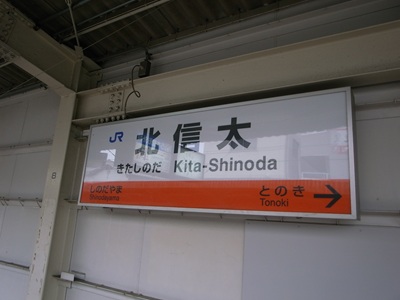 JR 北信太
きたしのだ Kita-Shinoda
しのだやま とのき →
Shinodayama Tonoki
8